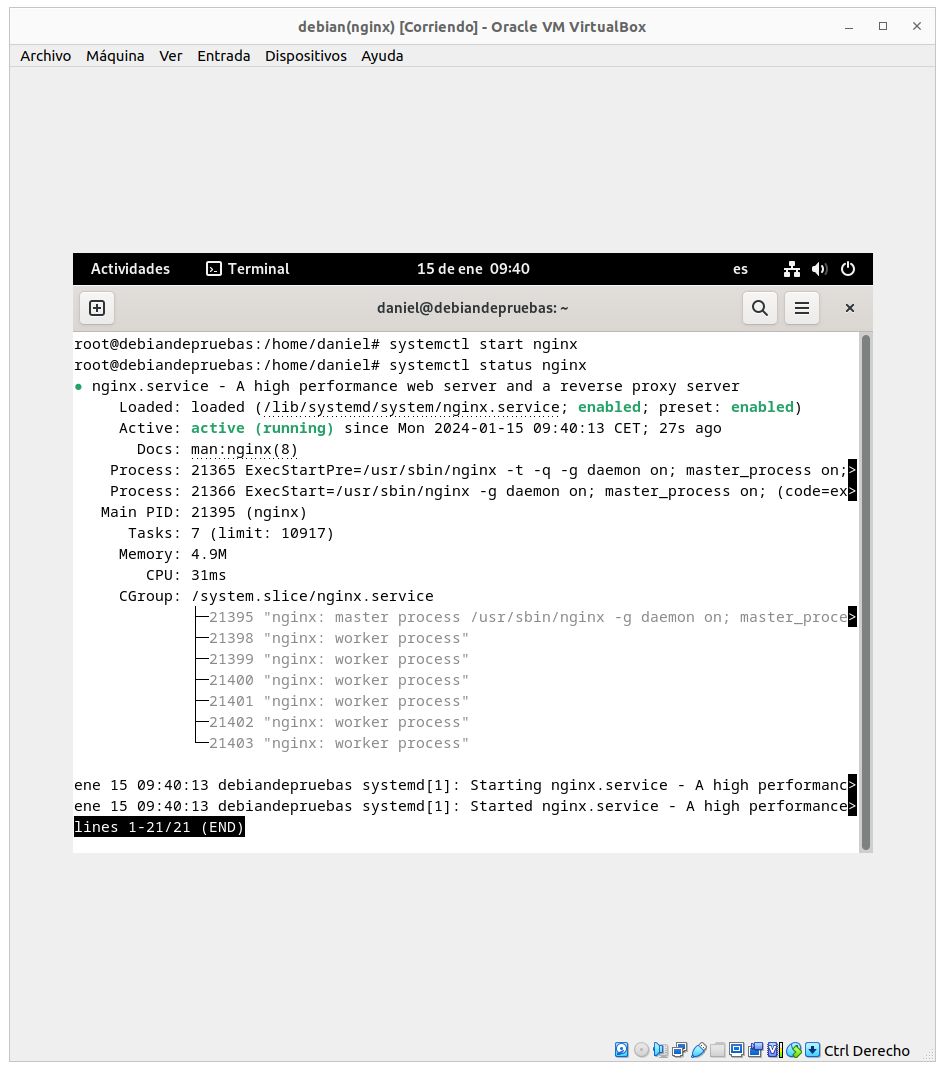 debian(nginx) [Corriendo] - Oracle VM VirtualBox
Archivo Máquina Ver Entrada Dispositivos Ayuda
Actividades Terminal 15 de ene 09:40 es
daniel@debiandepruebas: ~
root@debiandepruebas:/home/daniel# systemctl start nginx
root@debiandepruebas:/home/daniel# systemctl status nginx
● nginx.service - A high performance web server and a reverse proxy server
Loaded: loaded (/lib/systemd/system/nginx.service; enabled; preset: enabled)
Active: active (running) since Mon 2024-01-15 09:40:13 CET; 27s ago
Docs: man:nginx(8)
Process: 21365 ExecStartPre=/usr/sbin/nginx -t -q -g daemon on; master_process on;>
Process: 21366 ExecStart=/usr/sbin/nginx -g daemon on; master_process on; (code=ex>
Main PID: 21395 (nginx)
Tasks: 7 (limit: 10917)
Memory: 4.9M
CPU: 31ms
CGroup: /system.slice/nginx.service
├─21395 "nginx: master process /usr/sbin/nginx -g daemon on; master_proce>
├─21398 "nginx: worker process"
├─21399 "nginx: worker process"
├─21400 "nginx: worker process"
├─21401 "nginx: worker process"
├─21402 "nginx: worker process"
└─21403 "nginx: worker process"
ene 15 09:40:13 debiandepruebas systemd[1]: Starting nginx.service - A high performanc>
ene 15 09:40:13 debiandepruebas systemd[1]: Started nginx.service - A high performance>
lines 1-21/21 (END)
Ctrl Derecho